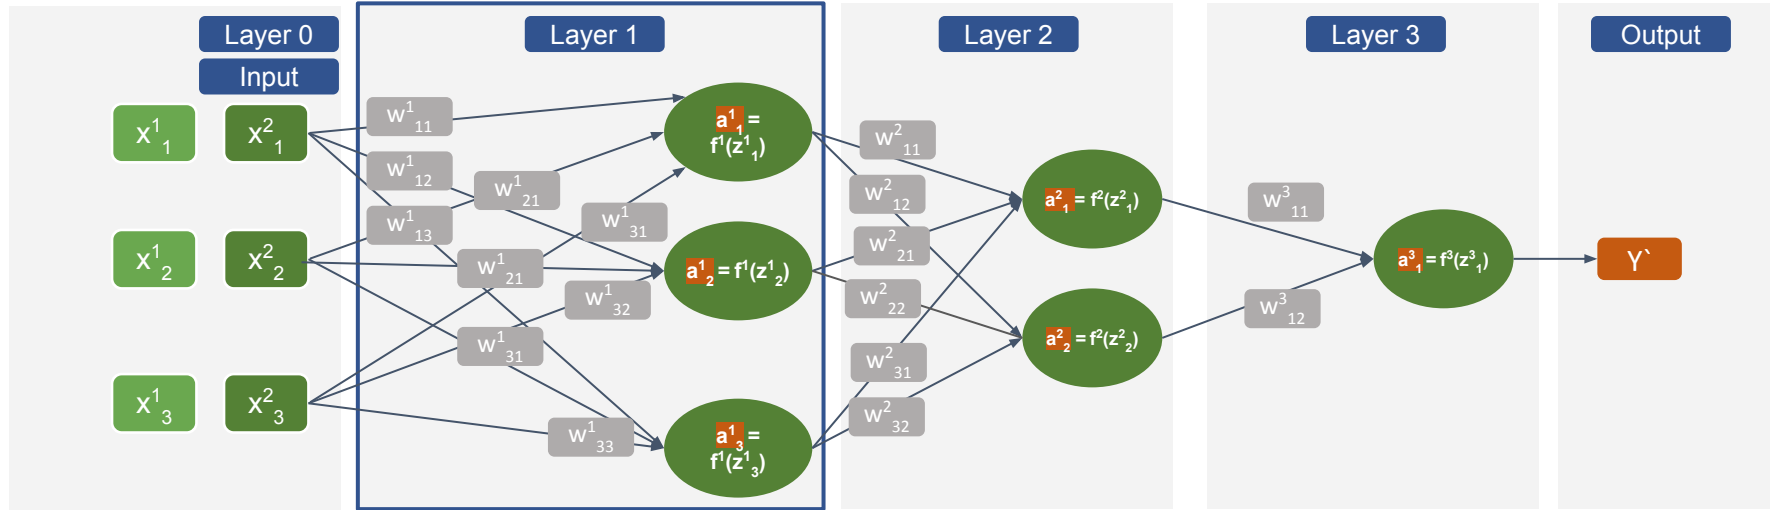 Layer 0
Input
Layer 1
Layer 2
Layer 3
Output
x¹₁
x²₁
x¹₂
x²₂
x¹₃
x²₃
w¹₁₁
w¹₁₂
w¹₁₃
w¹₂₁
w¹₃₁
w¹₂₁
w¹₃₂
w¹₃₁
w¹₃₃
a¹₁ =
f¹(z¹₁)
a¹₂ = f¹(z¹₂)
a¹₃ =
f¹(z¹₃)
w²₁₁
w²₁₂
w²₂₁
w²₂₂
w²₃₁
w²₃₂
a²₁ = f²(z²₁)
a²₂ = f²(z²₂)
w³₁₁
w³₁₂
a³₁ = f³(z³₁)
Y`